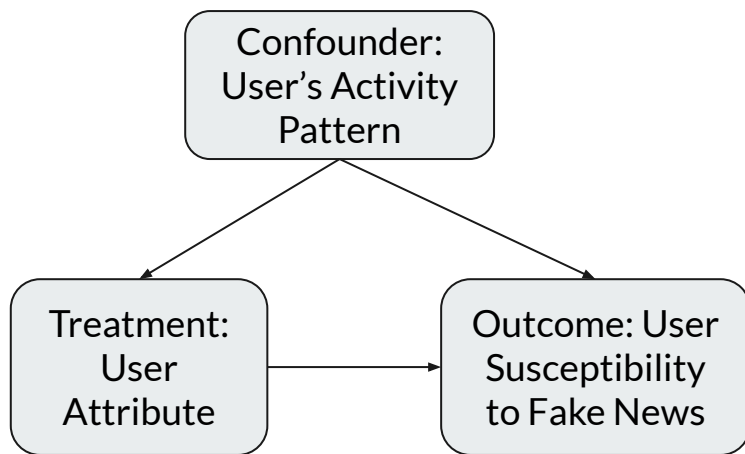 Confounder:
User’s Activity
Pattern
Treatment:
User
Attribute
Outcome: User
Susceptibility
to Fake News